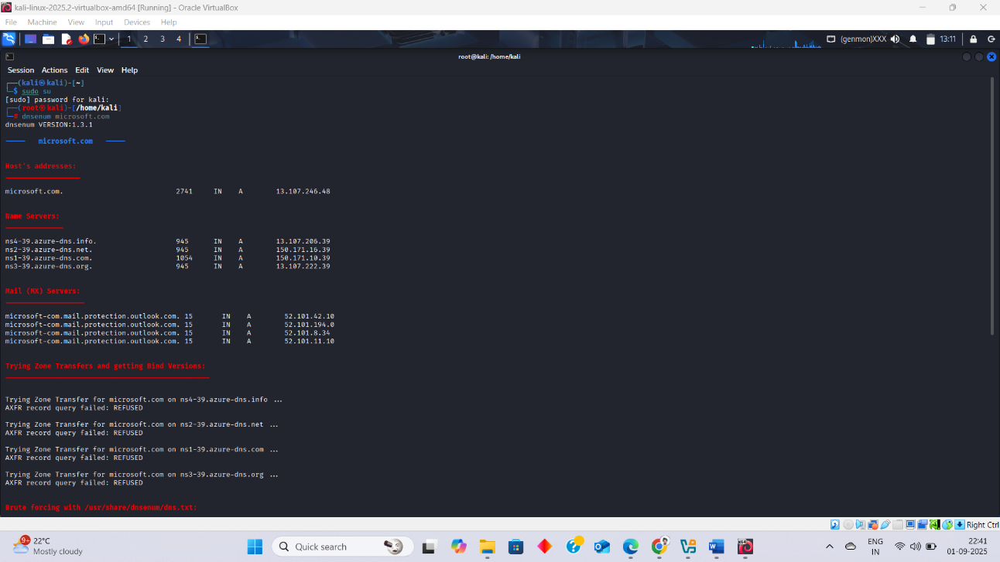 kali-linux-2025.2-virtualbox-amd64 [Running] - Oracle VirtualBox
File Machine View Input Devices Help
1 2 3 4 (genmon)XXX 13:11
root@kali: /home/kali
Session Actions Edit View Help
┌──(kali㉿kali)-[~]
└─$ sudo su
[sudo] password for kali:
┌──(root㉿kali)-[/home/kali]
└─# dnsenum microsoft.com
dnsenum VERSION:1.3.1
----- microsoft.com -----
Host's addresses:
__________________
microsoft.com. 2741 IN A 13.107.246.48
Name Servers:
______________
ns4-39.azure-dns.info. 945 IN A 13.107.206.39
ns2-39.azure-dns.net. 945 IN A 150.171.16.39
ns1-39.azure-dns.com. 1054 IN A 150.171.10.39
ns3-39.azure-dns.org. 945 IN A 13.107.222.39
Mail (MX) Servers:
___________________
microsoft-com.mail.protection.outlook.com. 15 IN A 52.101.42.10
microsoft-com.mail.protection.outlook.com. 15 IN A 52.101.194.0
microsoft-com.mail.protection.outlook.com. 15 IN A 52.101.8.34
microsoft-com.mail.protection.outlook.com. 15 IN A 52.101.11.10
Trying Zone Transfers and getting Bind Versions:
_________________________________________________
Trying Zone Transfer for microsoft.com on ns4-39.azure-dns.info ...
AXFR record query failed: REFUSED
Trying Zone Transfer for microsoft.com on ns2-39.azure-dns.net ...
AXFR record query failed: REFUSED
Trying Zone Transfer for microsoft.com on ns1-39.azure-dns.com ...
AXFR record query failed: REFUSED
Trying Zone Transfer for microsoft.com on ns3-39.azure-dns.org ...
AXFR record query failed: REFUSED
Brute forcing with /usr/share/dnsenum/dns.txt:
Right Ctrl
9+ 22°C
Mostly cloudy
Quick search
ENG
IN
22:41
01-09-2025